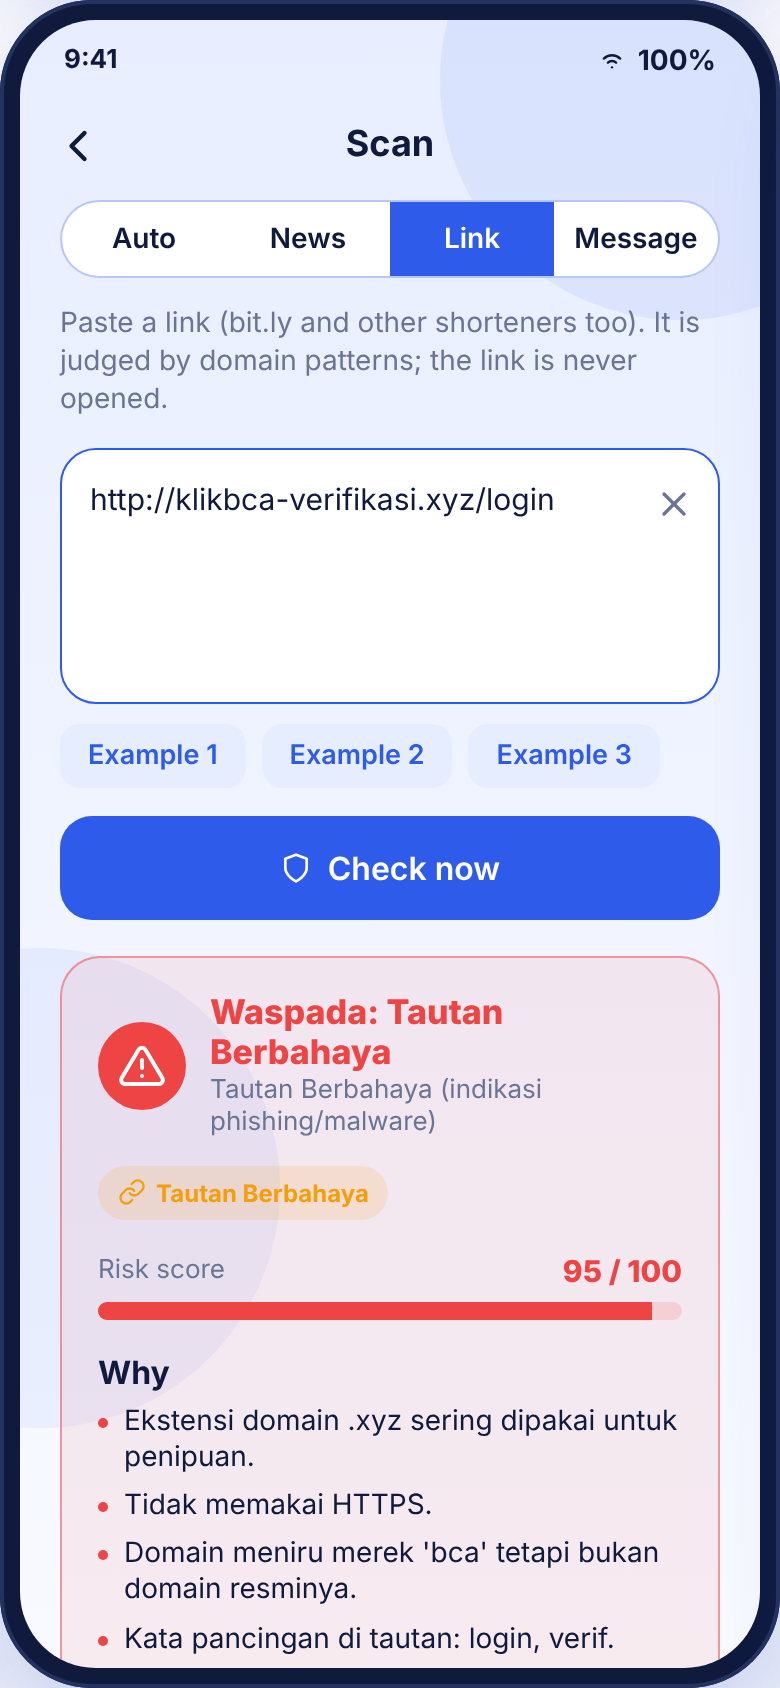 9:41
100%
Scan
Auto
News
Link
Message
Paste a link (bit.ly and other shorteners too). It is
judged by domain patterns; the link is never
opened.
http://klikbca-verifikasi.xyz/login
Example 1
Example 2
Example 3
Check now
Waspada: Tautan
Berbahaya
Tautan Berbahaya (indikasi
phishing/malware)
Tautan Berbahaya
Risk score
95 / 100
Why
Ekstensi domain .xyz sering dipakai untuk
penipuan.
Tidak memakai HTTPS.
Domain meniru merek 'bca' tetapi bukan
domain resminya.
Kata pancingan di tautan: login, verif.